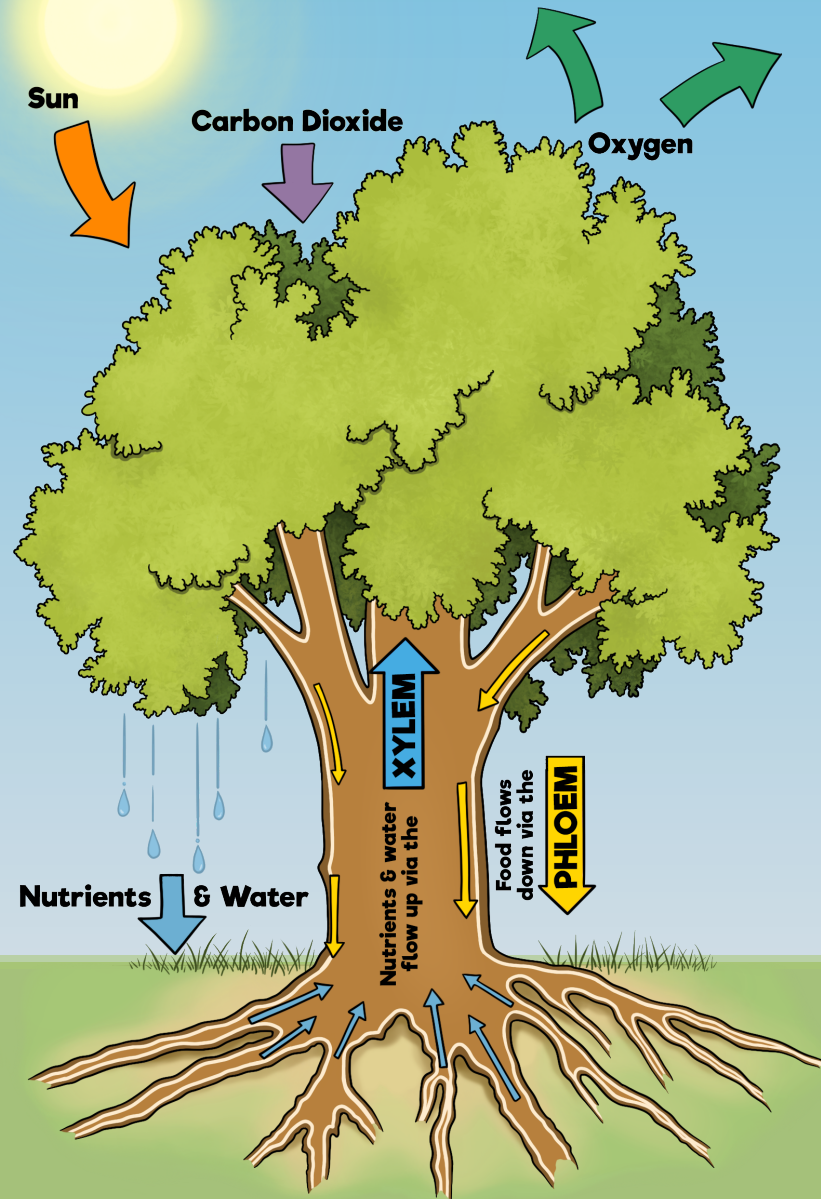 Sun
Carbon Dioxide
Oxygen
XYLEM
Nutrients & water
flow up via the
Food flows
down via the
PHLOEM
Nutrients & Water